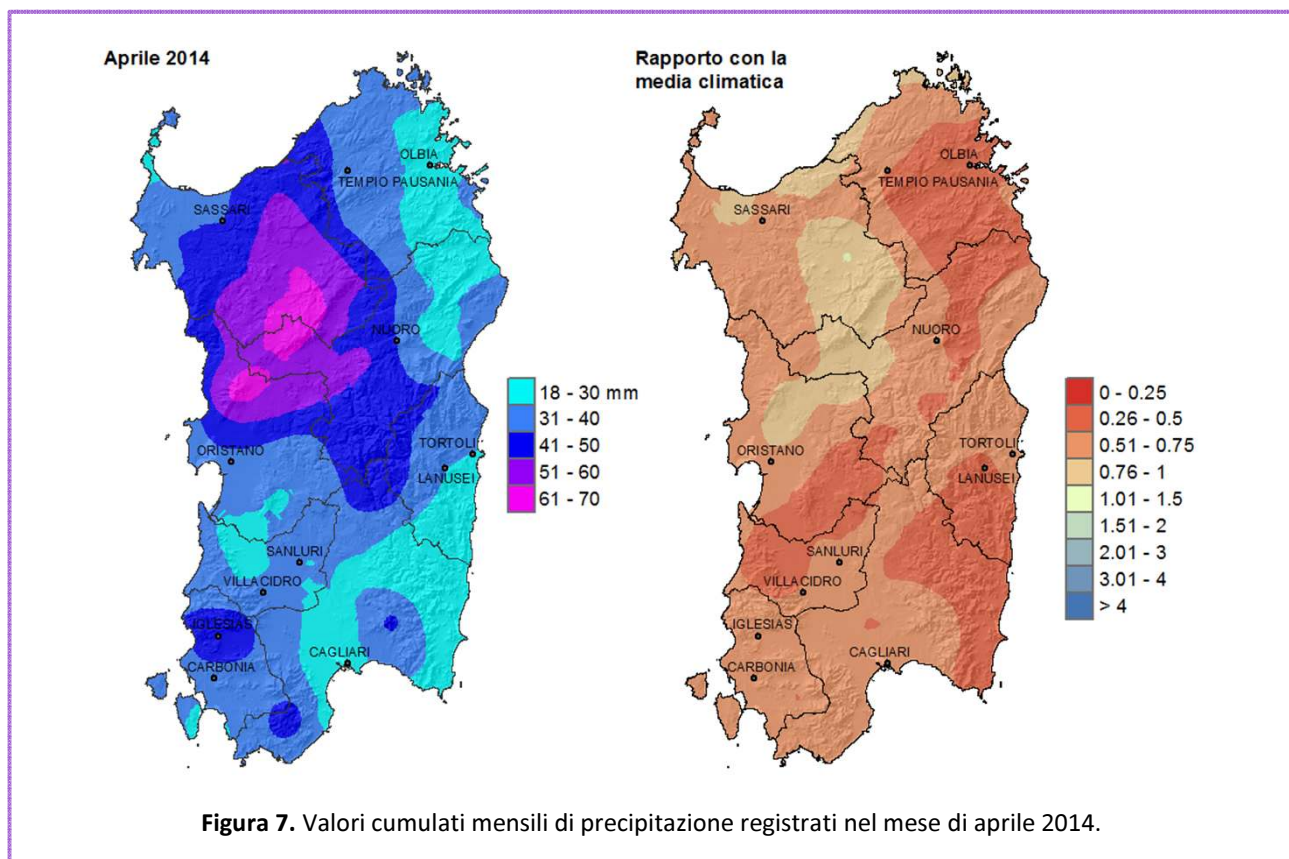 Aprile 2014
OLBIA
TEMPIO PAUSANIA
SASSARI
NUORO
ORISTANO
TORTOLI
LANUSEI
SANLURI
VILLACIDRO
IGLESIAS
CAGLIARI
CARBONIA
18 - 30 mm
31 - 40
41 - 50
51 - 60
61 - 70
Rapporto con la
media climatica
OLBIA
TEMPIO PAUSANIA
SASSARI
NUORO
ORISTANO
TORTOLI
LANUSEI
SANLURI
VILLACIDRO
IGLESIAS
CAGLIARI
CARBONIA
0 - 0.25
0.26 - 0.5
0.51 - 0.75
0.76 - 1
1.01 - 1.5
1.51 - 2
2.01 - 3
3.01 - 4
> 4
Figura 7. Valori cumulati mensili di precipitazione registrati nel mese di aprile 2014.